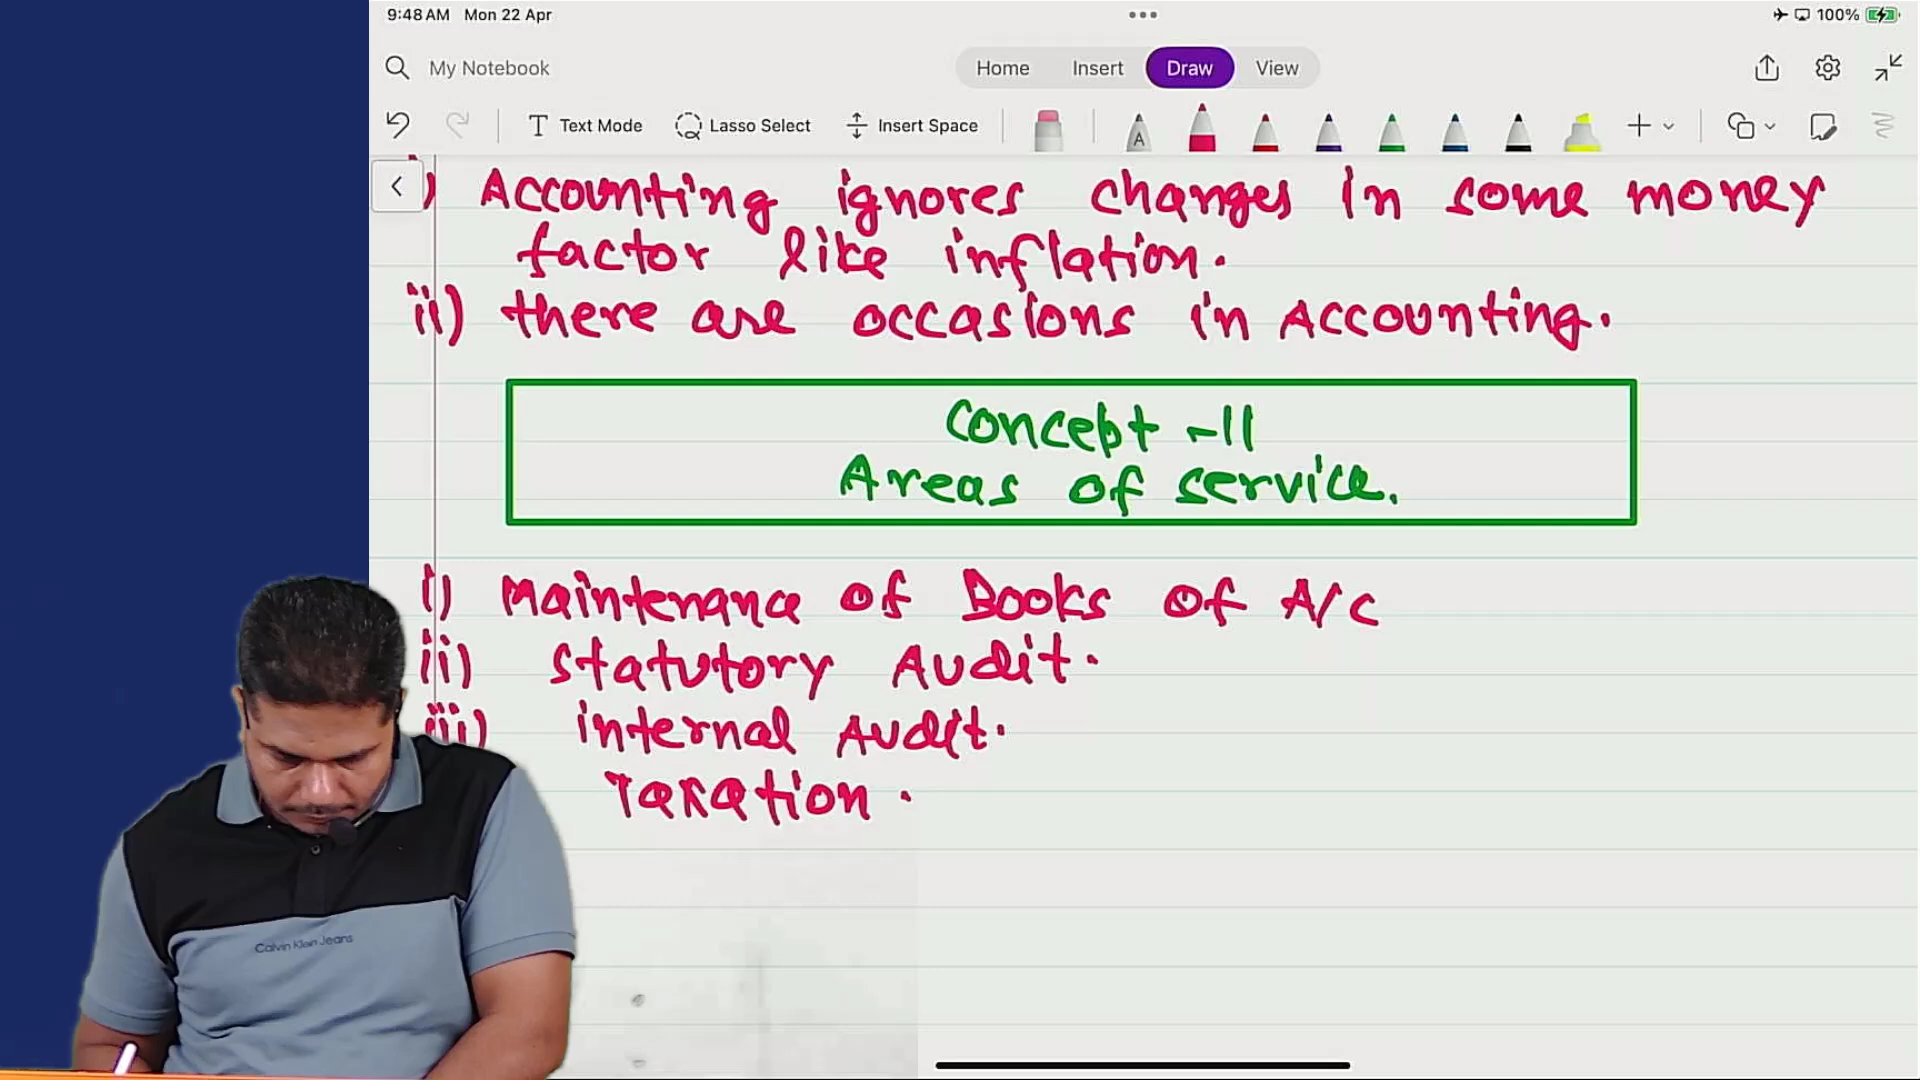 9:48 AM Mon 22 Apr
100%
My Notebook
Home Insert Draw View
Text Mode Lasso Select Insert Space
A
) Accounting ignores changes in some money
factor like inflation.
ii) there are occasions in Accounting.
Concept -11
Areas of service.
i) Maintenance of Books of A/c
ii) Statutory Audit.
iii) internal Audit.
Taxation.
Calvin Klein Jeans